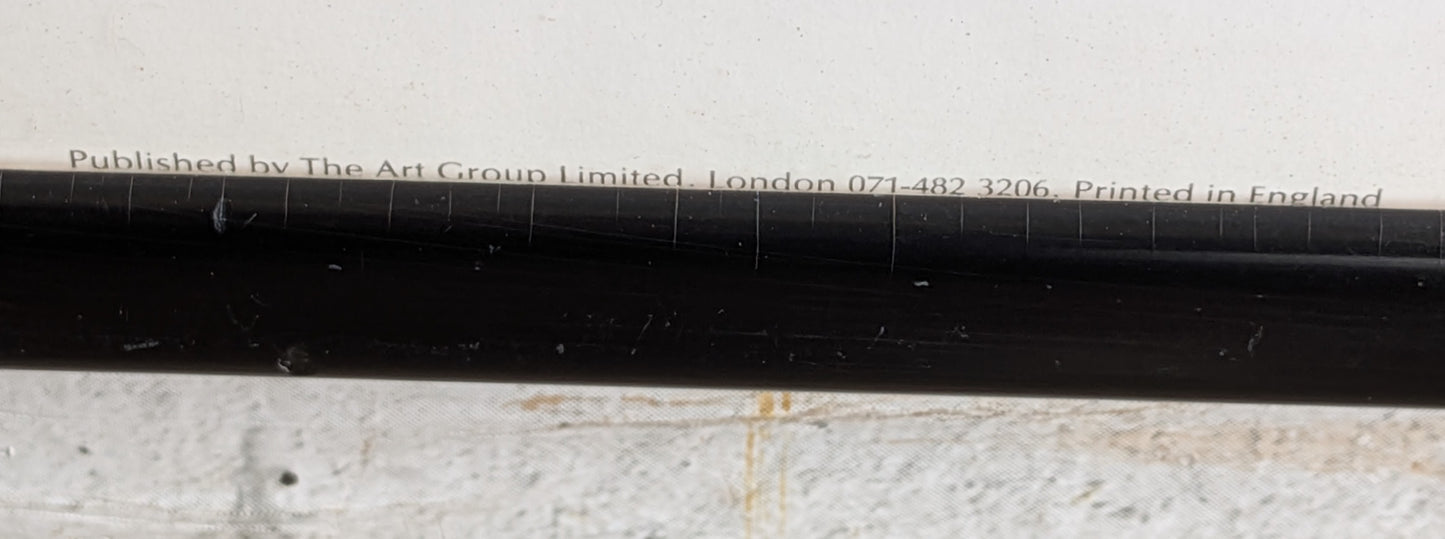 Published by The Art Group Limited. London 071-482 3206. Printed in England